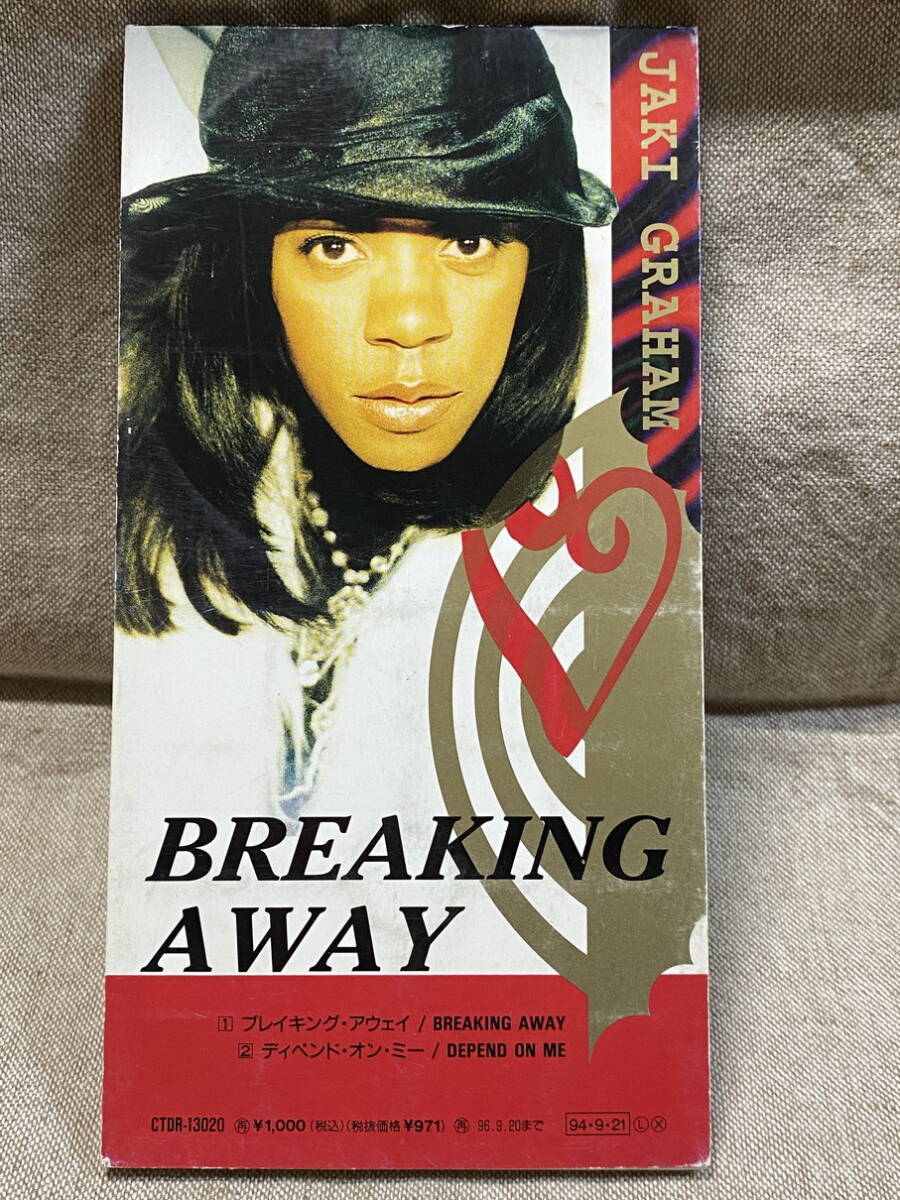 JAKI GRAHAM
BREAKING
AWAY
1 ブレイキング・アウェイ / BREAKING AWAY
2 ディペンド・オン・ミー / DEPEND ON ME
CTDR-13020 再 ¥1,000 (税込)(税抜価格 ¥971) 再 96.9.20まで 94・9・21 L X